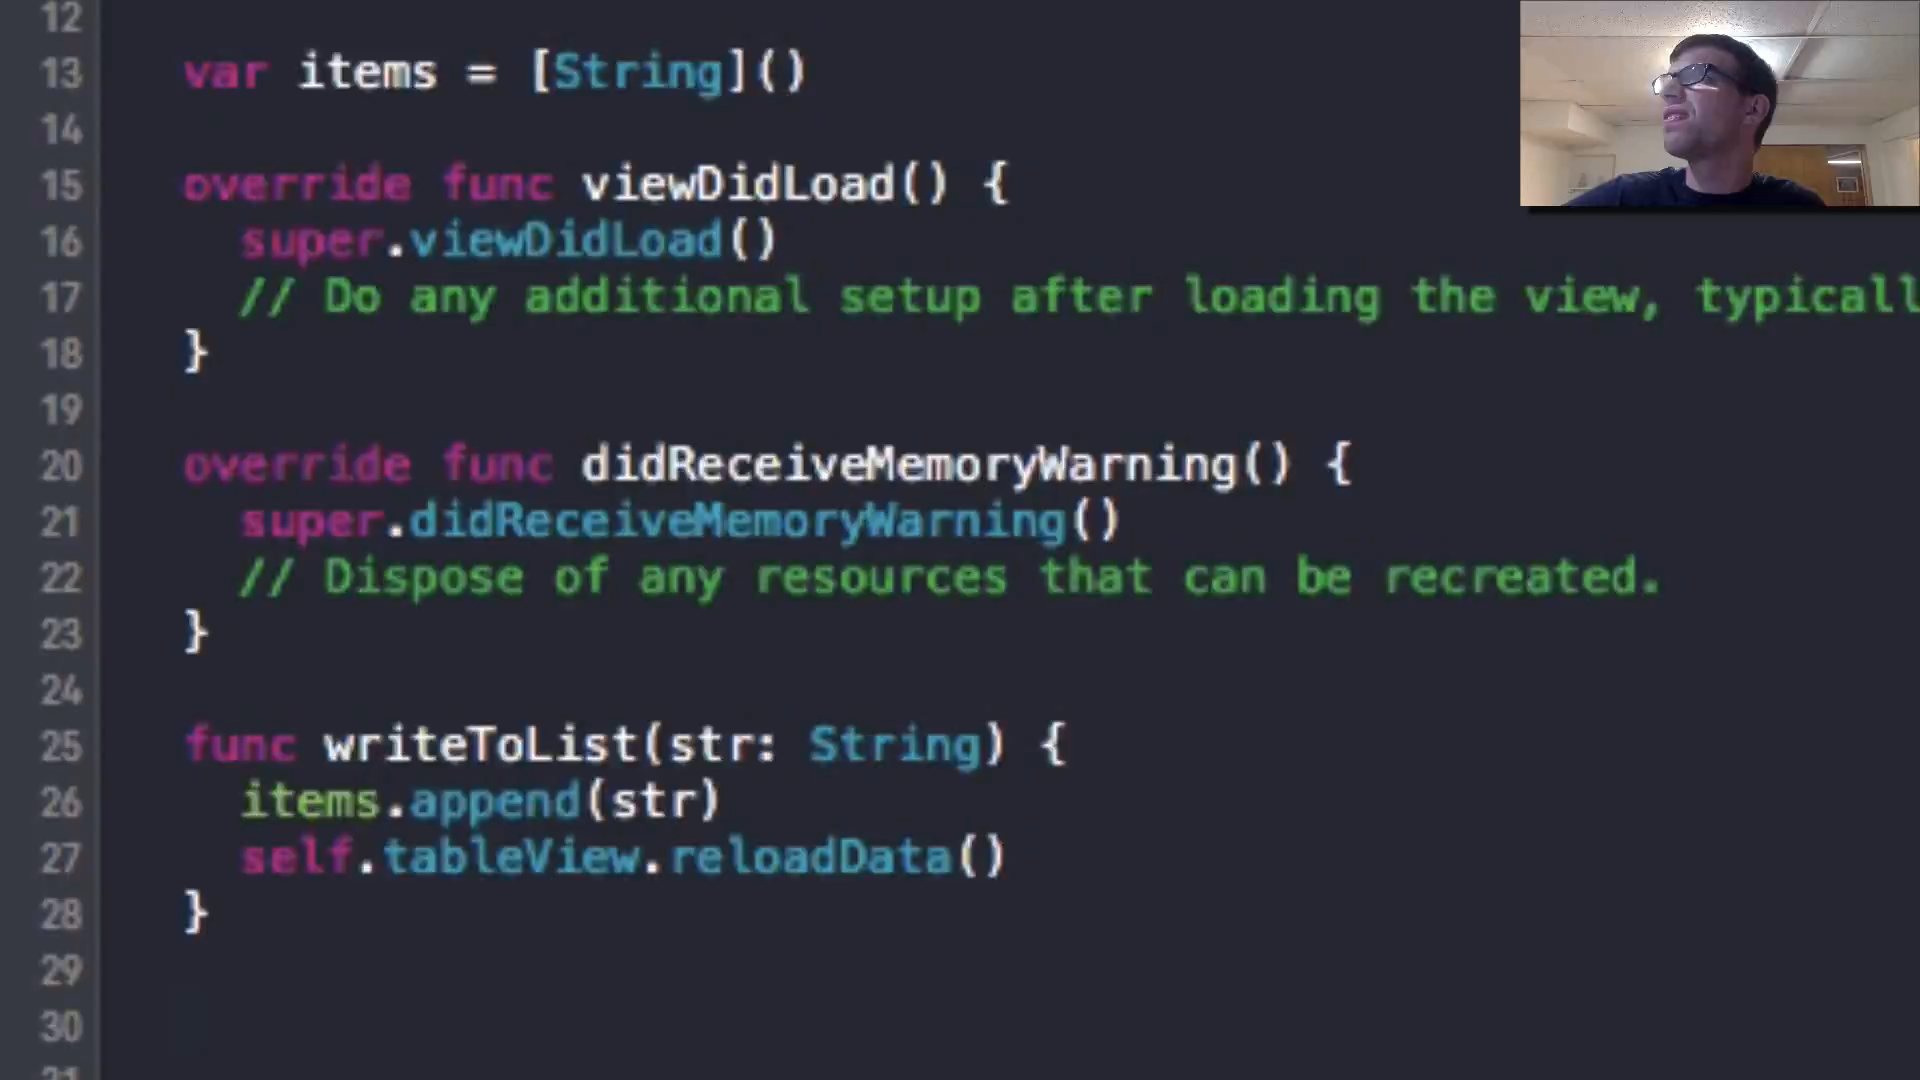 12
13 var items = [String]()
14
15 override func viewDidLoad() {
16 super.viewDidLoad()
17 // Do any additional setup after loading the view, typicall
18 }
19
20 override func didReceiveMemoryWarning() {
21 super.didReceiveMemoryWarning()
22 // Dispose of any resources that can be recreated.
23 }
24
25 func writeToList(str: String) {
26 items.append(str)
27 self.tableView.reloadData()
28 }
29
30
31